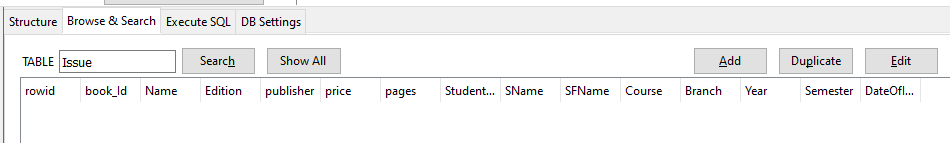 Structure Browse & Search Execute SQL DB Settings
TABLE Issue Search Show All Add Duplicate Edit
rowid book_Id Name Edition publisher price pages Student... SName SFName Course Branch Year Semester DateOfI...